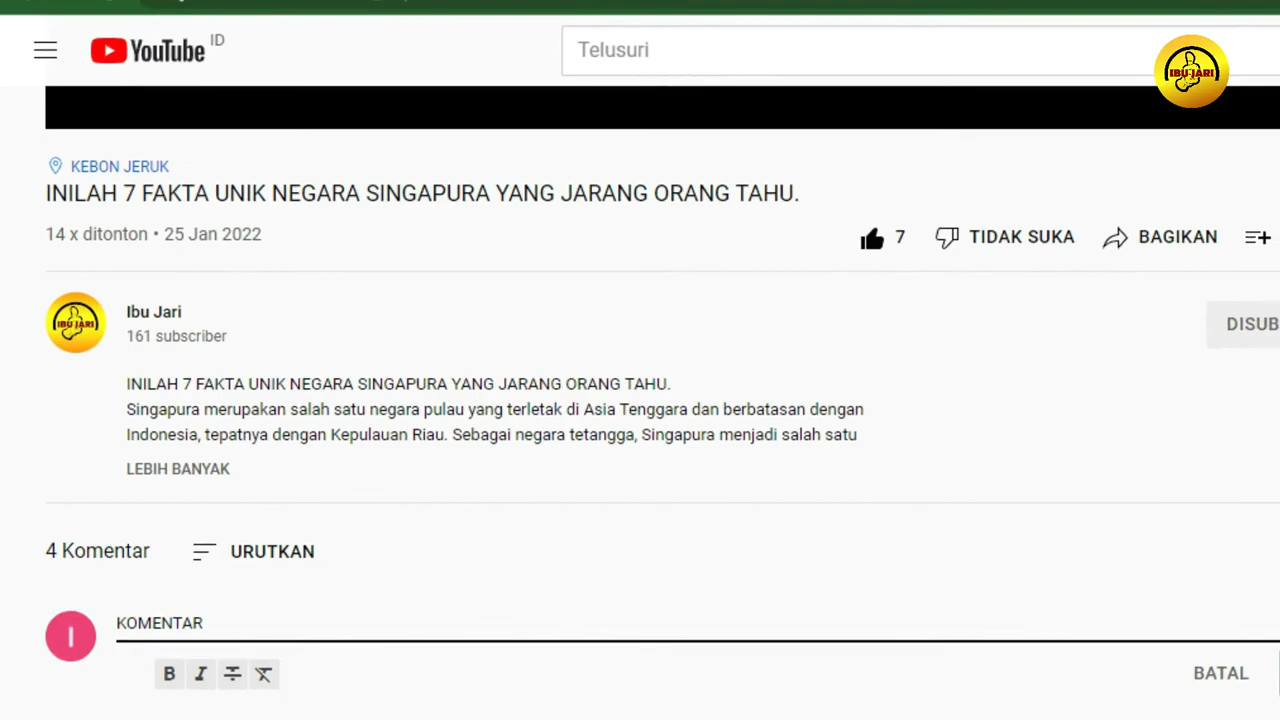 YouTube ID
Telusuri
IBU JARI
KEBON JERUK
INILAH 7 FAKTA UNIK NEGARA SINGAPURA YANG JARANG ORANG TAHU.
14 x ditonton • 25 Jan 2022
7 TIDAK SUKA BAGIKAN
IBU JARI
Ibu Jari
161 subscriber
DISUB
INILAH 7 FAKTA UNIK NEGARA SINGAPURA YANG JARANG ORANG TAHU.
Singapura merupakan salah satu negara pulau yang terletak di Asia Tenggara dan berbatasan dengan
Indonesia, tepatnya dengan Kepulauan Riau. Sebagai negara tetangga, Singapura menjadi salah satu
LEBIH BANYAK
4 Komentar URUTKAN
I
KOMENTAR
B I
BATAL